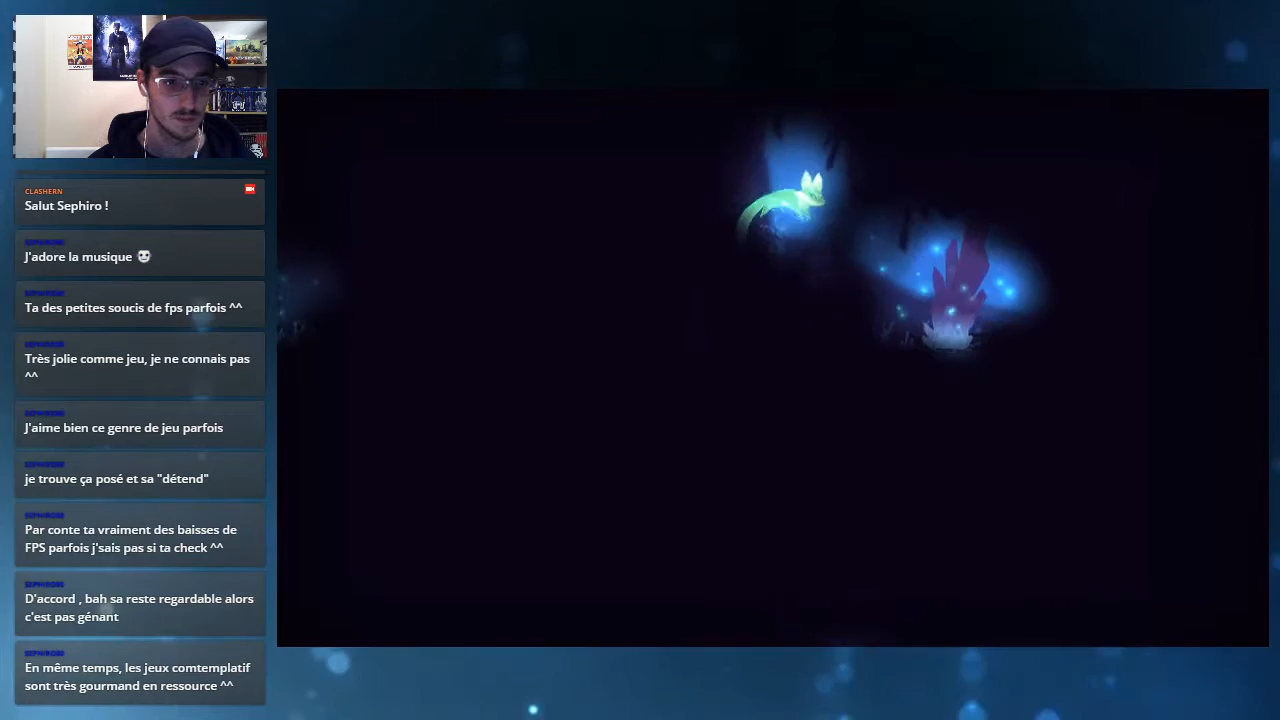 CLASHERN
Salut Sephiro !
J'adore la musique
Ta des petites soucis de fps parfois ^^
Très jolie comme jeu, je ne connais pas
^^
J'aime bien ce genre de jeu parfois
je trouve ça posé et sa "détend"
Par conte ta vraiment des baisses de
FPS parfois j'sais pas si ta check ^^
D'accord , bah sa reste regardable alors
c'est pas génant
En même temps, les jeux comtemplatif
sont très gourmand en ressource ^^